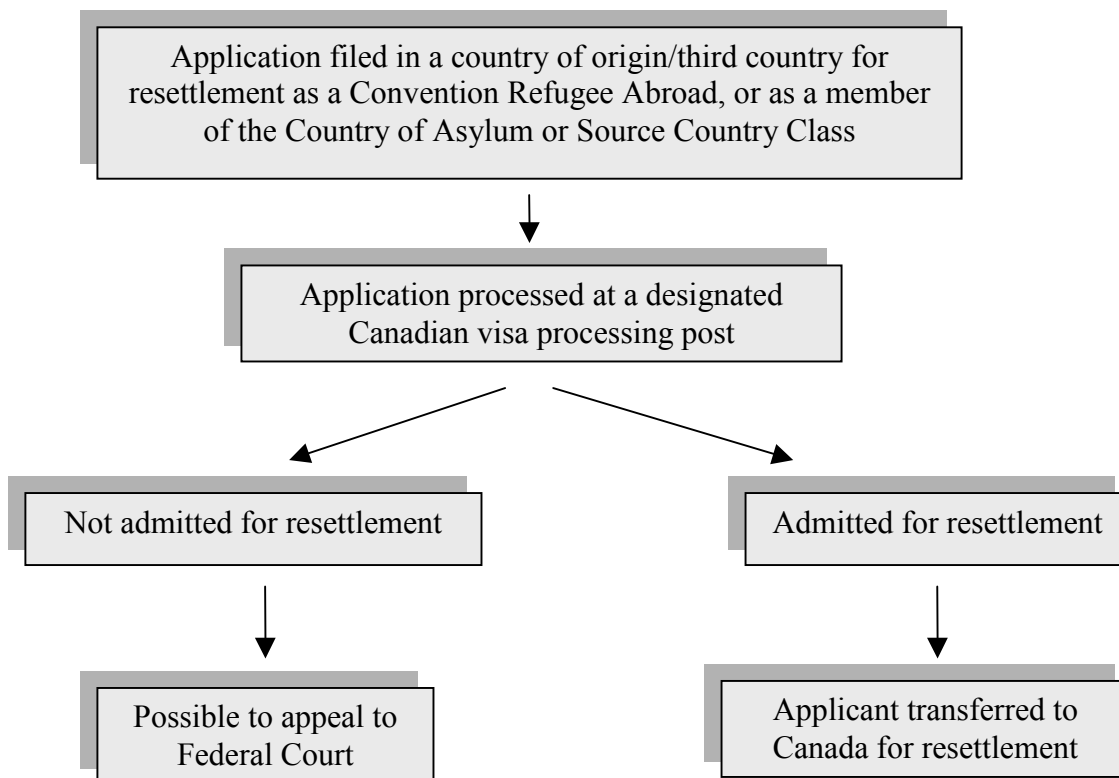 Application filed in a country of origin/third country for
resettlement as a Convention Refugee Abroad, or as a member
of the Country of Asylum or Source Country Class
Application processed at a designated
Canadian visa processing post
Not admitted for resettlement
Admitted for resettlement
Possible to appeal to
Federal Court
Applicant transferred to
Canada for resettlement